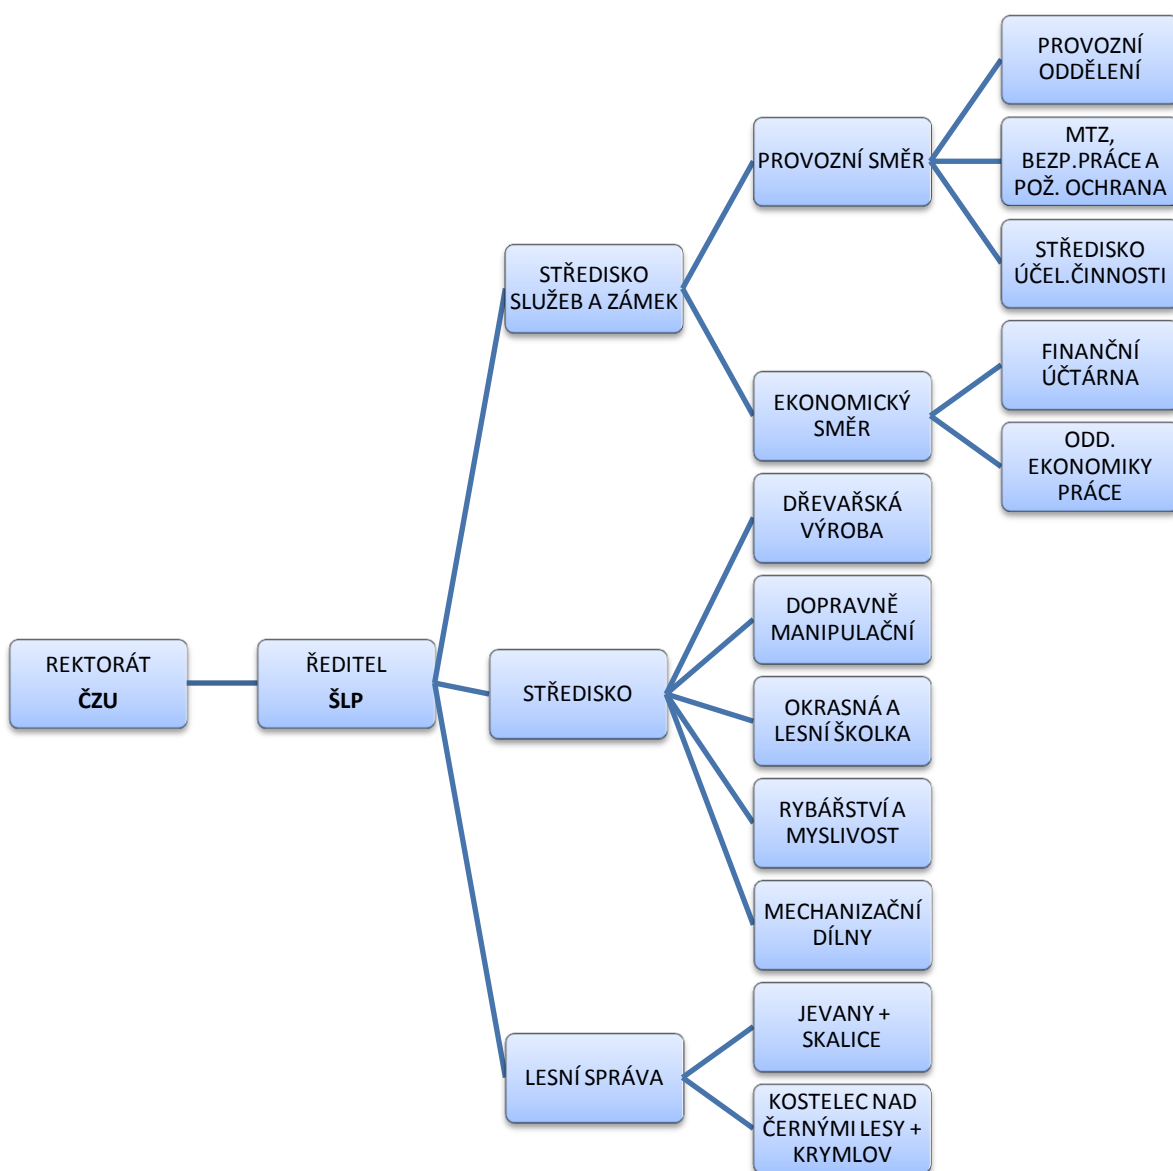 REKTORÁT
ČZU
ŘEDITEL
ŠLP
STŘEDISKO
SLUŽEB A ZÁMEK
PROVOZNÍ SMĚR
PROVOZNÍ
ODDĚLENÍ
MTZ,
BEZP.PRÁCE A
POŽ. OCHRANA
STŘEDISKO
ÚČEL.ČINNOSTI
EKONOMICKÝ
SMĚR
FINANČNÍ
ÚČTÁRNA
ODD.
EKONOMIKY
PRÁCE
STŘEDISKO
DŘEVAŘSKÁ
VÝROBA
DOPRAVNĚ
MANIPULAČNÍ
OKRASNÁ A
LESNÍ ŠKOLKA
RYBÁŘSTVÍ A
MYSLIVOST
MECHANIZAČNÍ
DÍLNY
LESNÍ SPRÁVA
JEVANY +
SKALICE
KOSTELEC NAD
ČERNÝMI LESY +
KRYMLOV